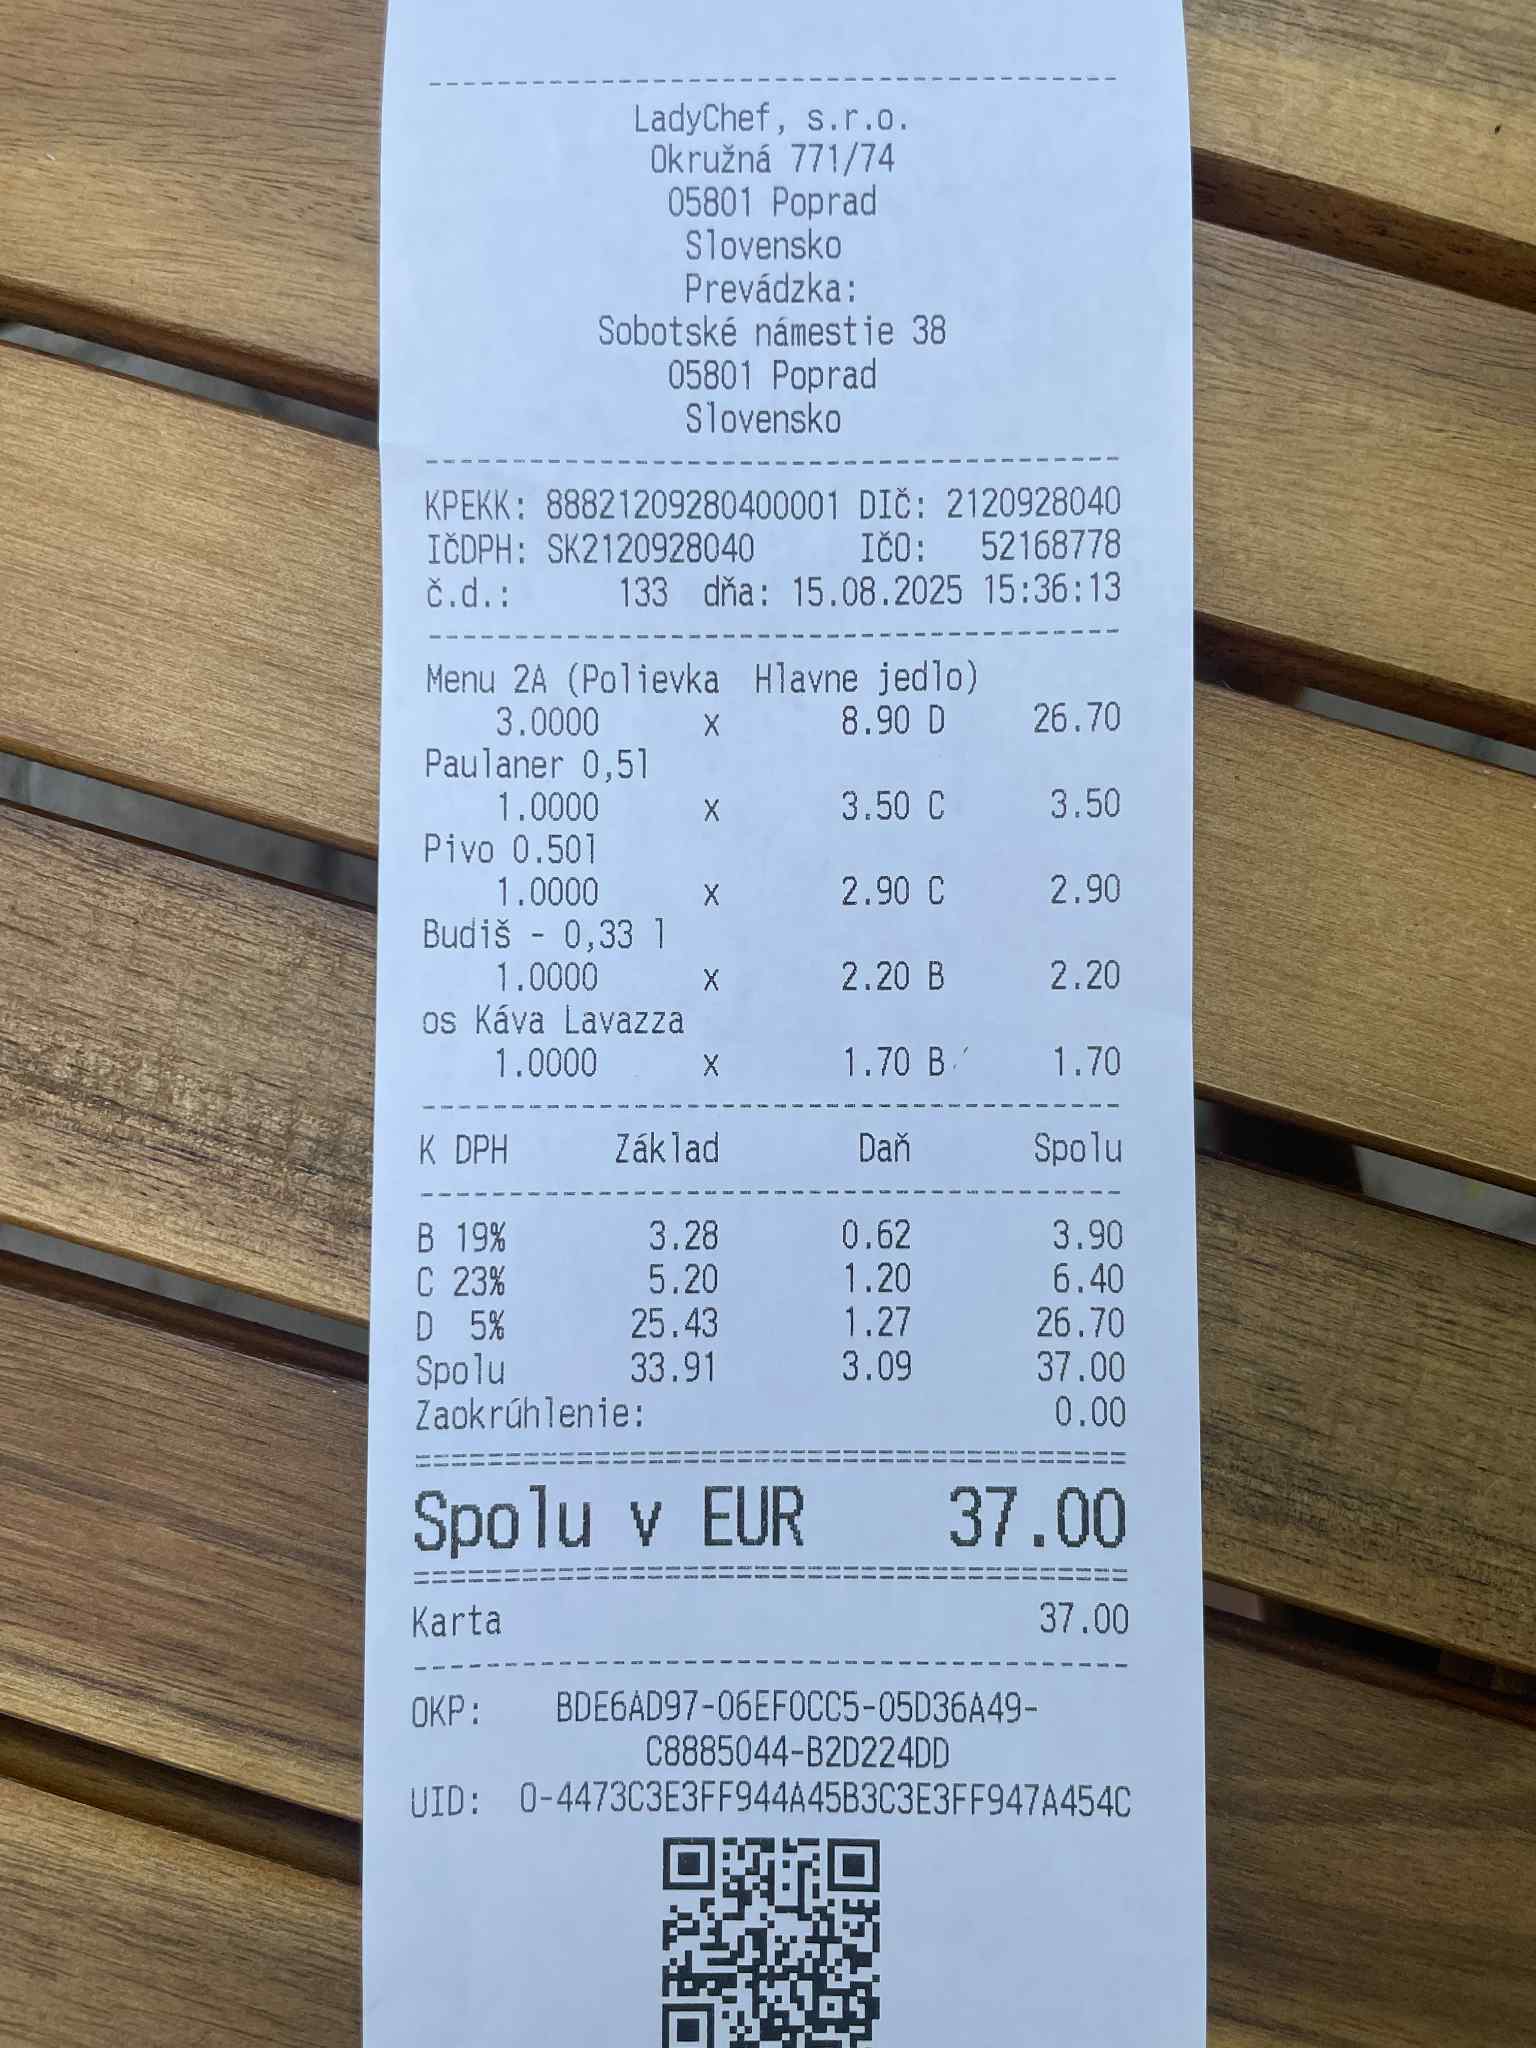 LadyChef, s.r.o.
Okružná 771/74
05801 Poprad
Slovensko
Prevádzka:
Sobotské námestie 38
05801 Poprad
Slovensko
KPEKK: 88821209280400001 DIČ: 2120928040
IČDPH: SK2120928040 IČO: 52168778
č.d.: 133 dňa: 15.08.2025 15:36:13
Menu 2A (Polievka Hlavne jedlo)
3.0000 x 8.90 D 26.70
Paulaner 0,5l
1.0000 x 3.50 C 3.50
Pivo 0.50l
1.0000 x 2.90 C 2.90
Budiš - 0,33 l
1.0000 x 2.20 B 2.20
os Káva Lavazza
1.0000 x 1.70 B 1.70
K DPH Základ Daň Spolu
B 19% 3.28 0.62 3.90
C 23% 5.20 1.20 6.40
D 5% 25.43 1.27 26.70
Spolu 33.91 3.09 37.00
Zaokrúhlenie: 0.00
Spolu v EUR 37.00
Karta 37.00
OKP: BDE6AD97-06EF0CC5-05D36A49-
C8885044-B2D224DD
UID: O-4473C3E3FF944A45B3C3E3FF947A454C